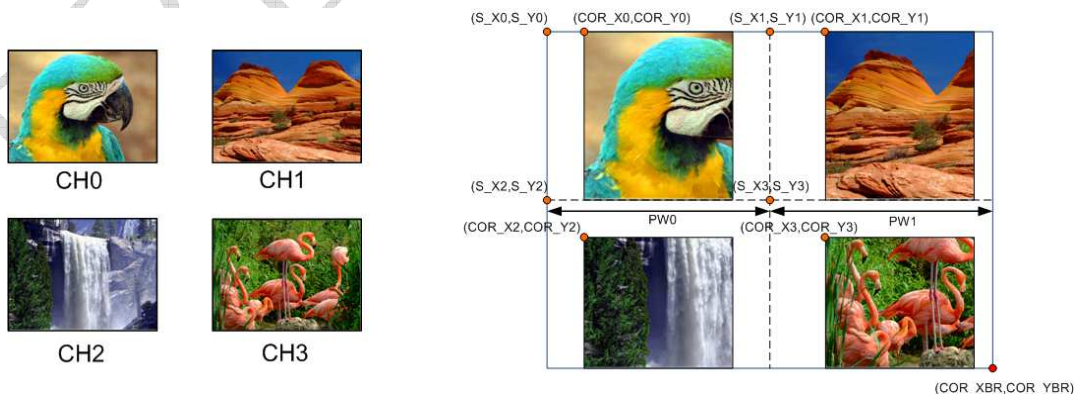 (S_X0,S_Y0) (COR_X0,COR_Y0) (S_X1,S_Y1) (COR_X1,COR_Y1)
CH0 CH1
(S_X2,S_Y2) (S_X3,S_Y3)
PW0 PW1
(COR_X2,COR_Y2) (COR_X3,COR_Y3)
CH2 CH3
(COR_XBR,COR_YBR)